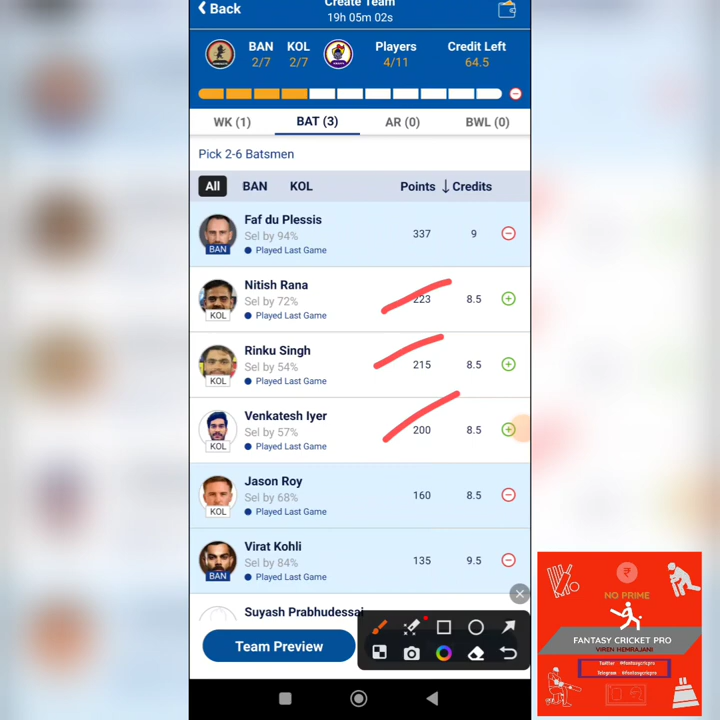 Back
Create Team
19h 05m 02s
BAN KOL Players Credit Left
2/7 2/7 4/11 64.5
WK (1) BAT (3) AR (0) BWL (0)
Pick 2-6 Batsmen
All BAN KOL Points ↓ Credits
Faf du Plessis
Sel by 94%
337 9
BAN
Played Last Game
Nitish Rana
Sel by 72%
223 8.5
KOL
Played Last Game
Rinku Singh
Sel by 54%
215 8.5
KOL
Played Last Game
Venkatesh Iyer
Sel by 57%
200 8.5
KOL
Played Last Game
Jason Roy
Sel by 68%
160 8.5
KOL
Played Last Game
Virat Kohli
Sel by 84%
135 9.5
BAN
Played Last Game
Suyash Prabhudessai
Team Preview
₹
NO PRIME
FANTASY CRICKET PRO
VIREN HEMRAJANI
Twitter @fantasycrkpro
Telegram @fantasycrkpro